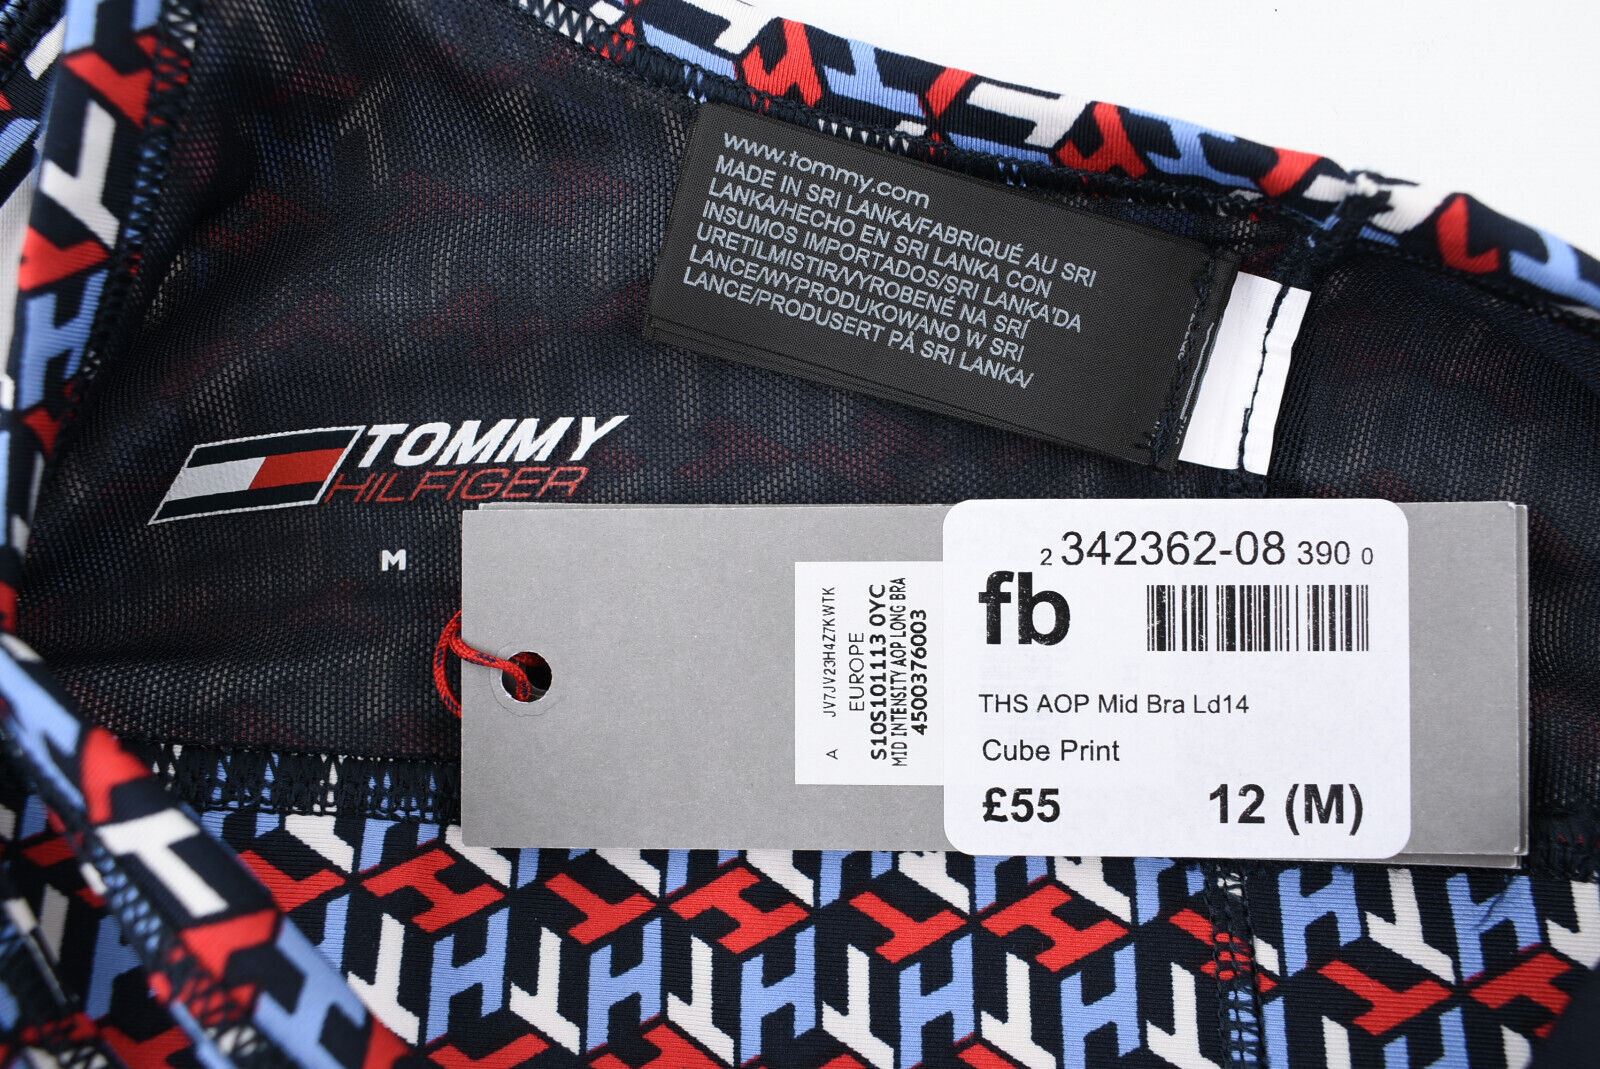 www.tommy.com
MADE IN SRI LANKA/FABRIQUÉ AU SRI
LANKA/HECHO EN SRI LANKA CON
INSUMOS IMPORTADOS/SRI LANKA'DA
URETILMISTIR/VYROBENÉ NA SRÍ
LANCE/WYPRODUKOWANO W SRI
LANCE/PRODUSERT PÅ SRI LANKA/
TOMMY
HILFIGER
M
A JV7JV23H4Z7KWTK
EUROPE
S10S101113 0YC
MID INTENSITY AOP LONG BRA
4500376003
2 342362-08 390 0
fb
THS AOP Mid Bra Ld14
Cube Print
£55 12 (M)